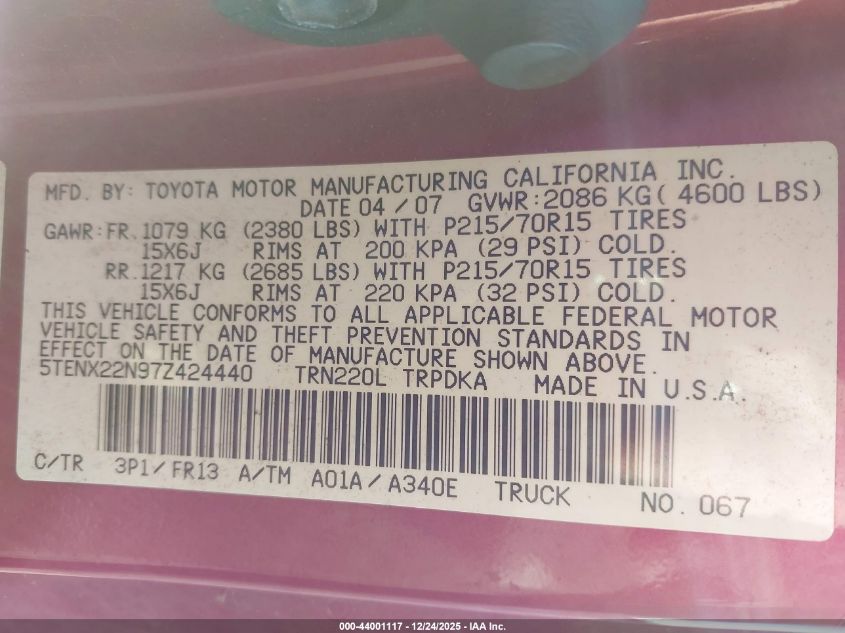 MFD. BY: TOYOTA MOTOR MANUFACTURING CALIFORNIA INC.
DATE 04 / 07 GVWR: 2086 KG ( 4600 LBS)
GAWR: FR. 1079 KG (2380 LBS) WITH P215/70R15 TIRES
15X6J RIMS AT 200 KPA (29 PSI) COLD.
RR. 1217 KG (2685 LBS) WITH P215/70R15 TIRES
15X6J RIMS AT 220 KPA (32 PSI) COLD.
THIS VEHICLE CONFORMS TO ALL APPLICABLE FEDERAL MOTOR
VEHICLE SAFETY AND THEFT PREVENTION STANDARDS IN
EFFECT ON THE DATE OF MANUFACTURE SHOWN ABOVE.
5TENX22N97Z424440 TRN220L TRPDKA MADE IN U.S.A.
C/TR 3P1 / FR13 A/TM A01A / A340E TRUCK NO. 067
000-44001117 - 12/24/2025 - IAA Inc.